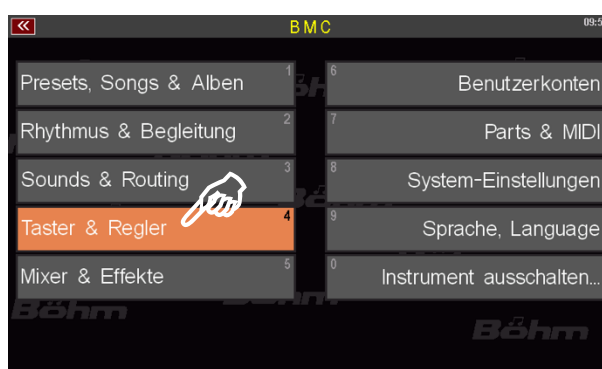 BMC
09:5
Presets, Songs & Alben 1
Rhythmus & Begleitung 2
Sounds & Routing 3
Taster & Regler 4
Mixer & Effekte 5
6 Benutzerkonten
7 Parts & MIDI
8 System-Einstellungen
9 Sprache, Language
0 Instrument ausschalten...
Böhm
Böhm